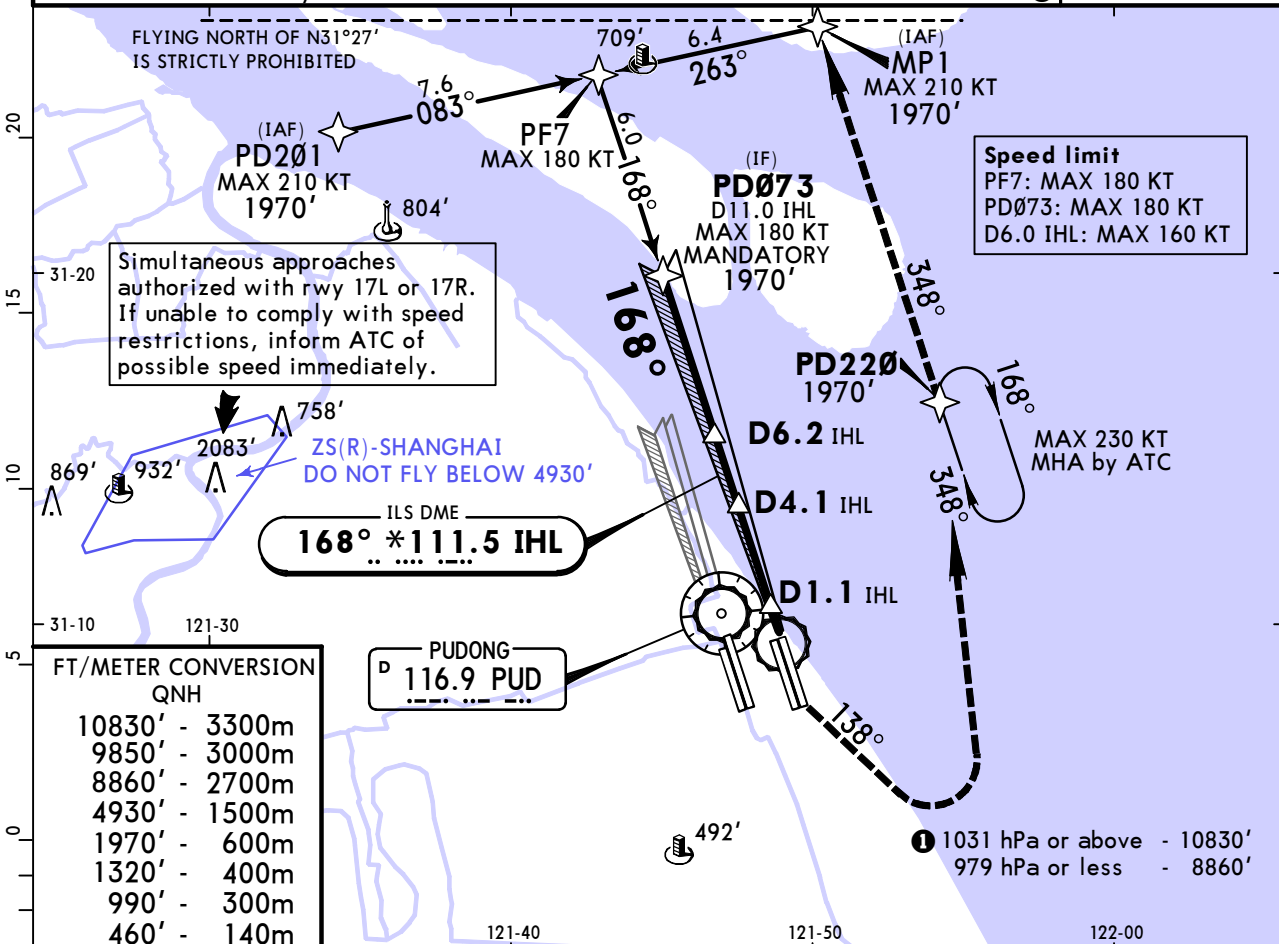 FLYING NORTH OF N31°27'
IS STRICTLY PROHIBITED
709'
6.4
263°
(IAF)
MP1
MAX 210 KT
1970'
7.6
083°
(IAF)
PD2Ø1
MAX 210 KT
1970'
PF7
MAX 180 KT
6.0
168°
(IF)
PDØ73
D11.0 IHL
MAX 180 KT
MANDATORY
1970'
Speed limit
PF7: MAX 180 KT
PDØ73: MAX 180 KT
D6.0 IHL: MAX 160 KT
804'
20
31-20
15
Simultaneous approaches
authorized with rwy 17L or 17R.
If unable to comply with speed
restrictions, inform ATC of
possible speed immediately.
168°
348°
PD22Ø
1970'
168°
348°
MAX 230 KT
MHA by ATC
758'
2083'
869'
932'
10
ZS(R)-SHANGHAI
DO NOT FLY BELOW 4930'
D6.2 IHL
D4.1 IHL
ILS DME
168° *111.5 IHL
D1.1 IHL
31-10
121-30
5
PUDONG
D 116.9 PUD
138°
FT/METER CONVERSION
QNH
10830' - 3300m
9850' - 3000m
8860' - 2700m
4930' - 1500m
1970' - 600m
1320' - 400m
990' - 300m
460' - 140m
0
492'
1 1031 hPa or above - 10830'
979 hPa or less - 8860'
121-40
121-50
122-00